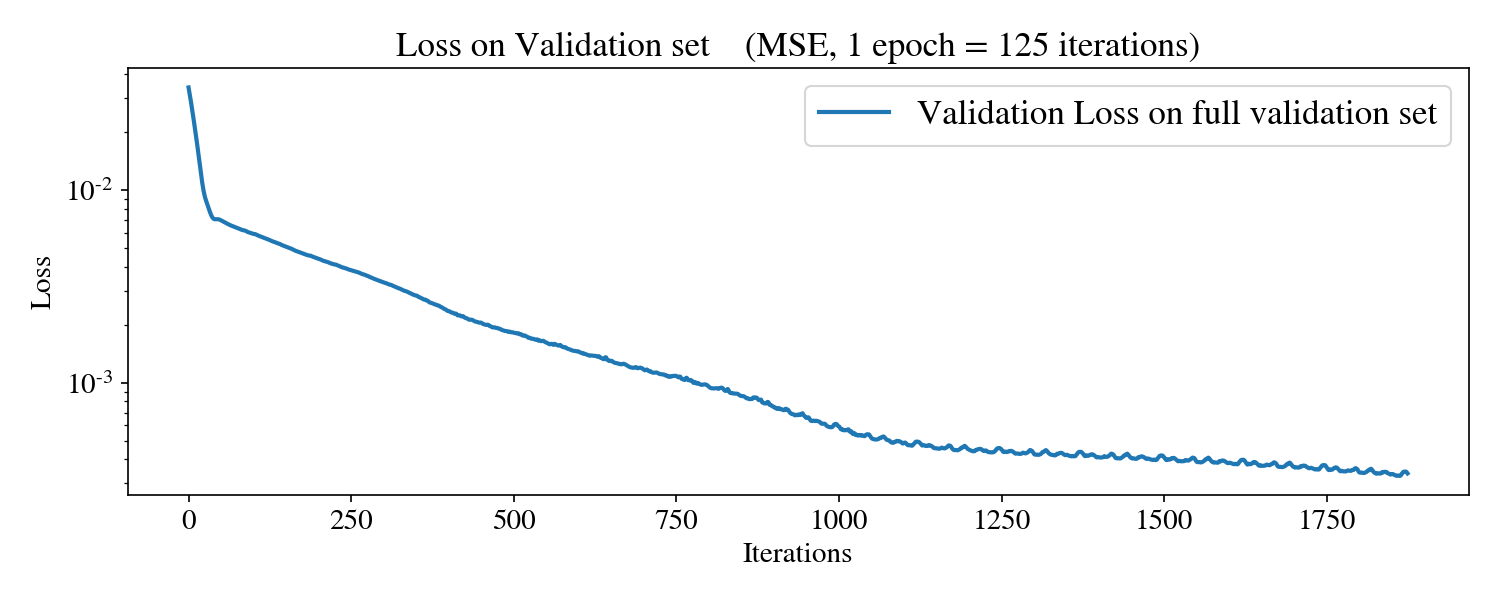 Loss on Validation set (MSE, 1 epoch = 125 iterations)
Validation Loss on full validation set
10⁻²
10⁻³
Loss
0 250 500 750 1000 1250 1500 1750
Iterations